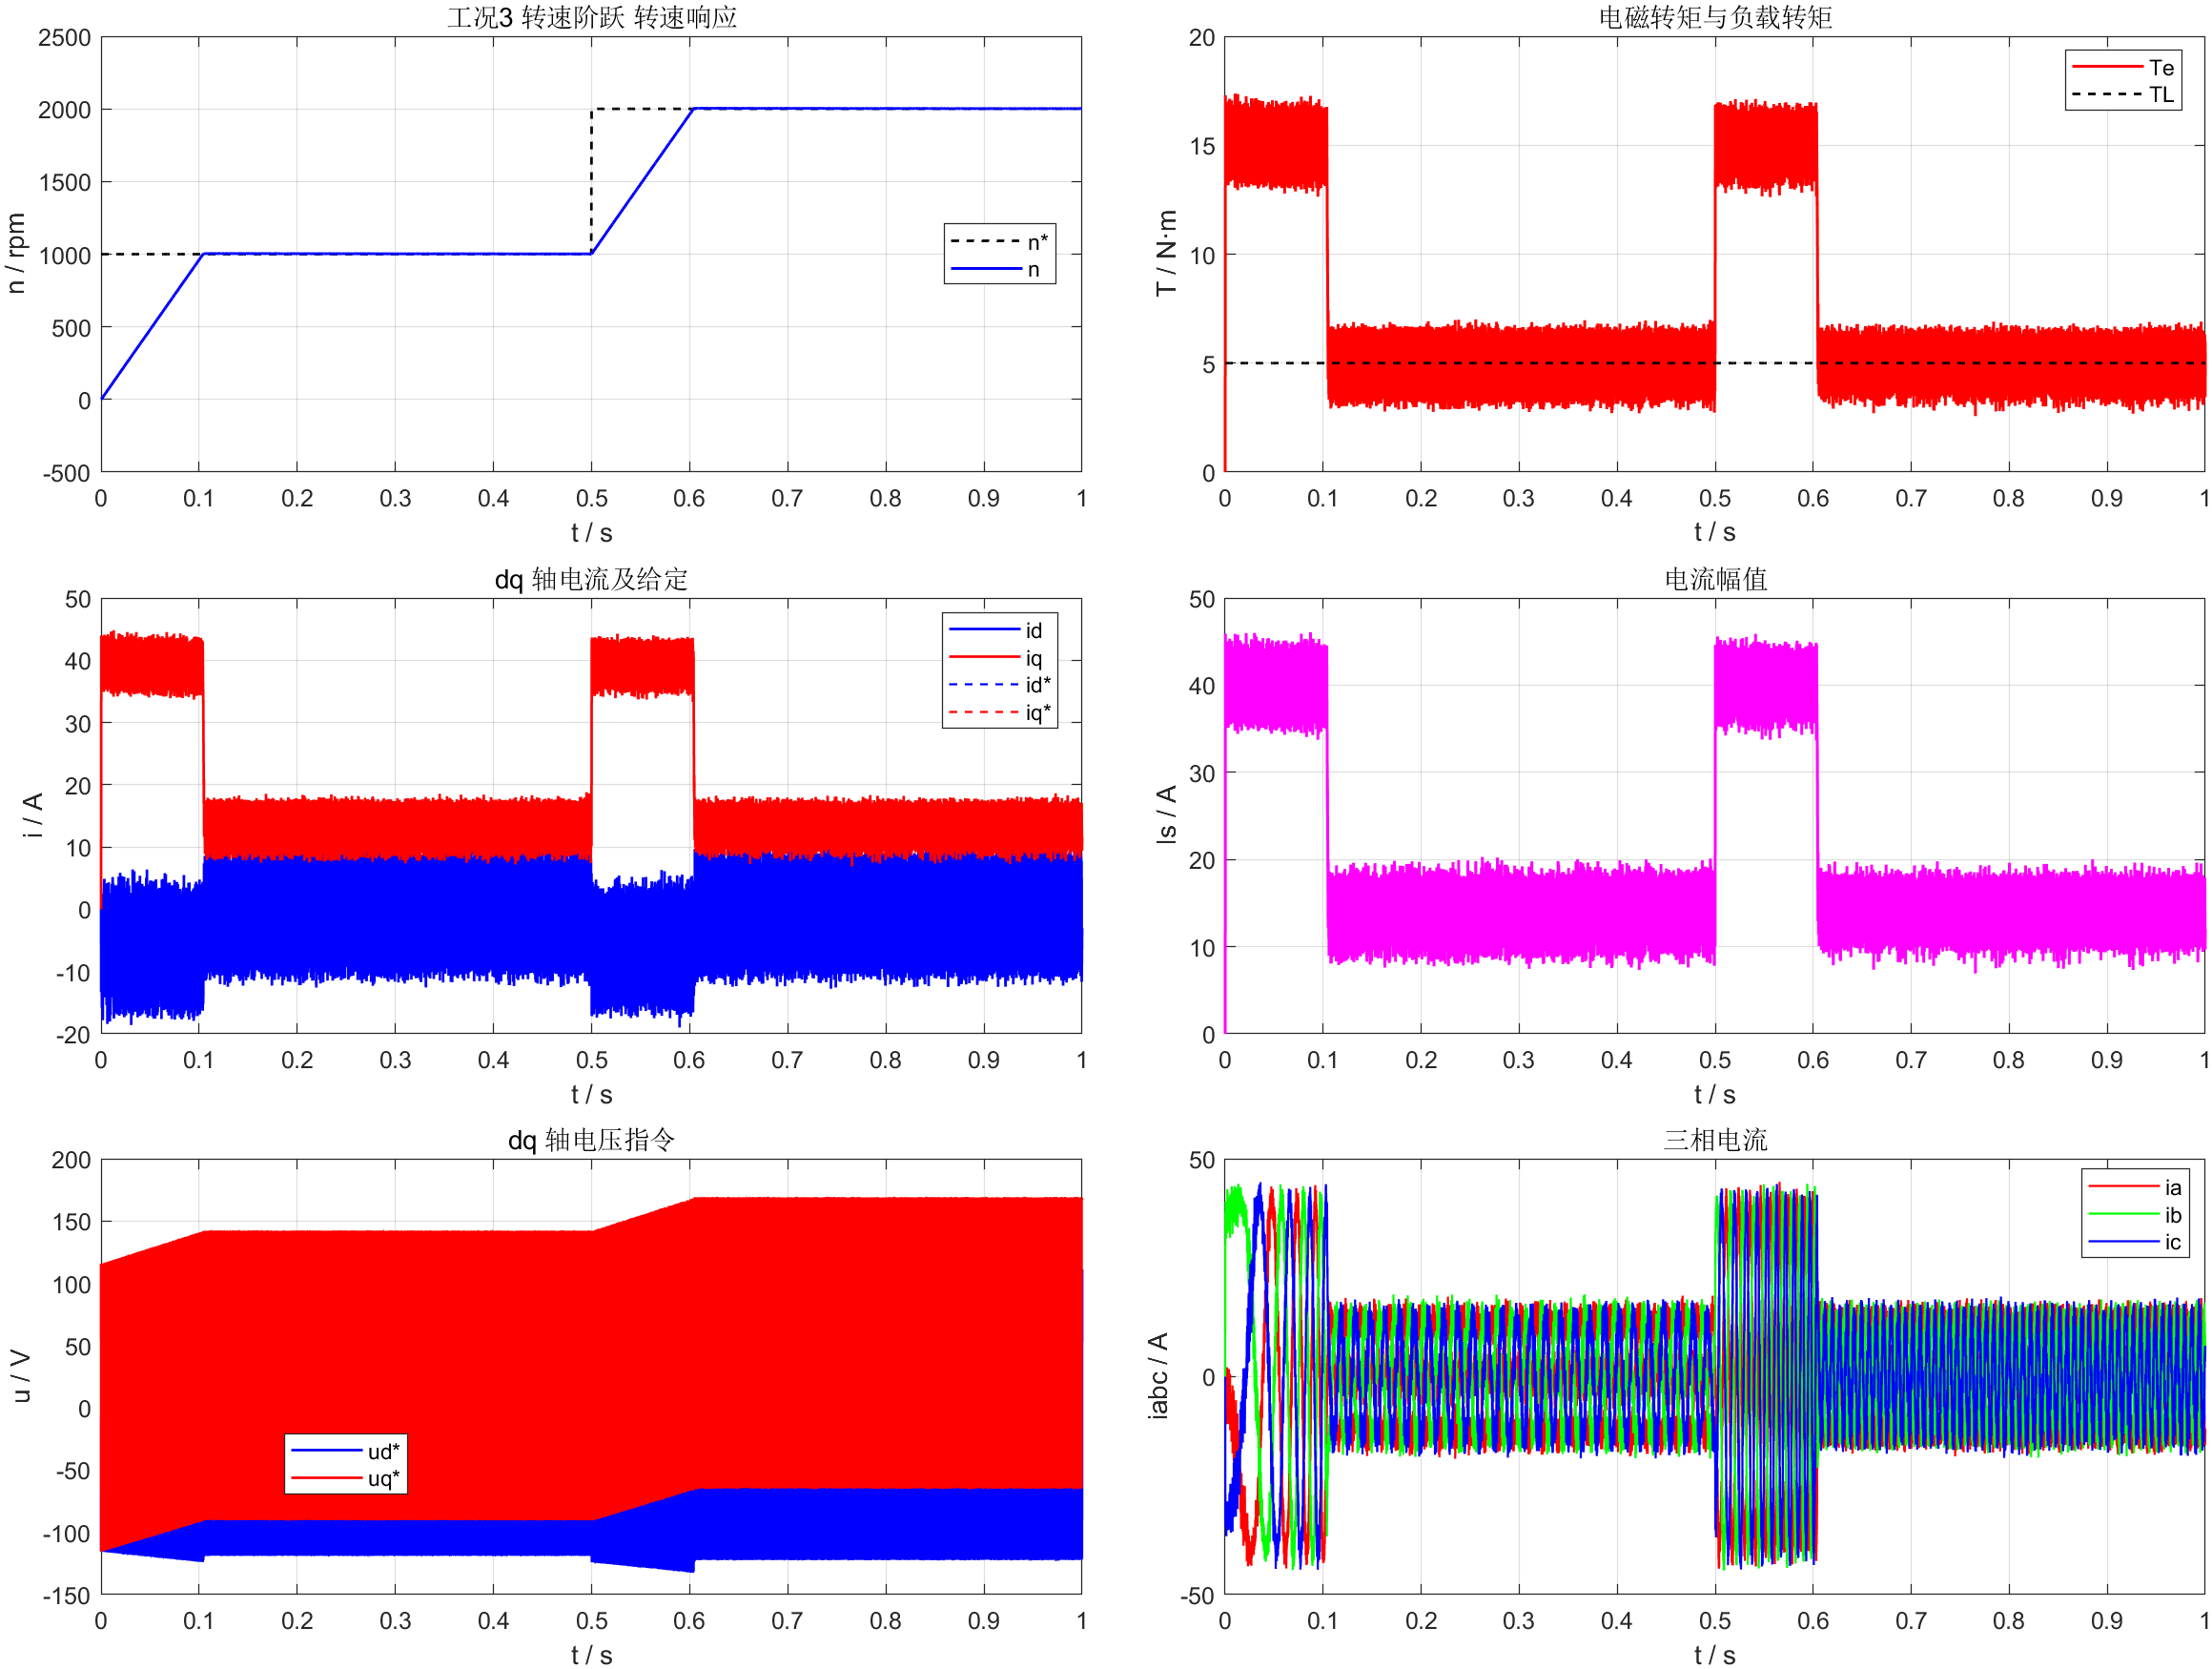 工况3 转速阶跃 转速响应
2500
2000
1500
1000
500
0
-500
n / rpm
n*
n
0 0.1 0.2 0.3 0.4 0.5 0.6 0.7 0.8 0.9 1
t / s
电磁转矩与负载转矩
20
15
10
5
0
T / N·m
Te
TL
0 0.1 0.2 0.3 0.4 0.5 0.6 0.7 0.8 0.9 1
t / s
dq 轴电流及给定
50
40
30
20
10
0
-10
-20
i / A
id
iq
id*
iq*
0 0.1 0.2 0.3 0.4 0.5 0.6 0.7 0.8 0.9 1
t / s
电流幅值
50
40
30
20
10
0
Is / A
0 0.1 0.2 0.3 0.4 0.5 0.6 0.7 0.8 0.9 1
t / s
dq 轴电压指令
200
150
100
50
0
-50
-100
-150
u / V
ud*
uq*
0 0.1 0.2 0.3 0.4 0.5 0.6 0.7 0.8 0.9 1
t / s
三相电流
50
0
-50
iabc / A
ia
ib
ic
0 0.1 0.2 0.3 0.4 0.5 0.6 0.7 0.8 0.9 1
t / s